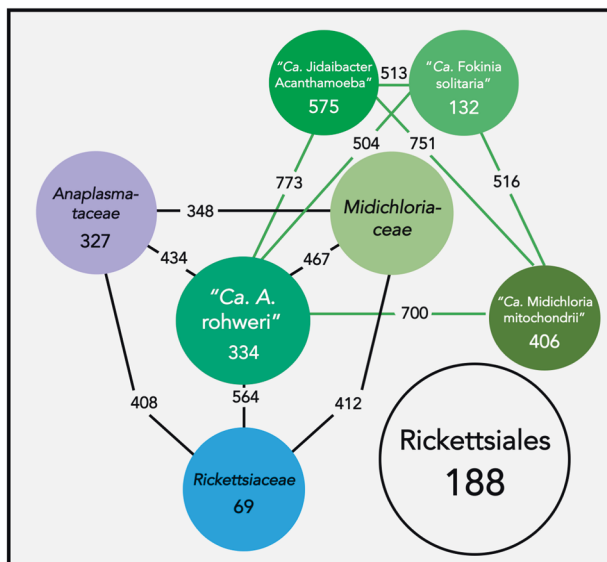 "Ca. Jidaibacter
Acanthamoeba"
575
513
"Ca. Fokinia
solitaria"
132
504
751
773
516
Anaplasma-
taceae
327
348
Midichloria-
ceae
434
467
"Ca. A.
rohweri"
334
700
"Ca. Midichloria
mitochondrii"
406
408
564
412
Rickettsiaceae
69
Rickettsiales
188